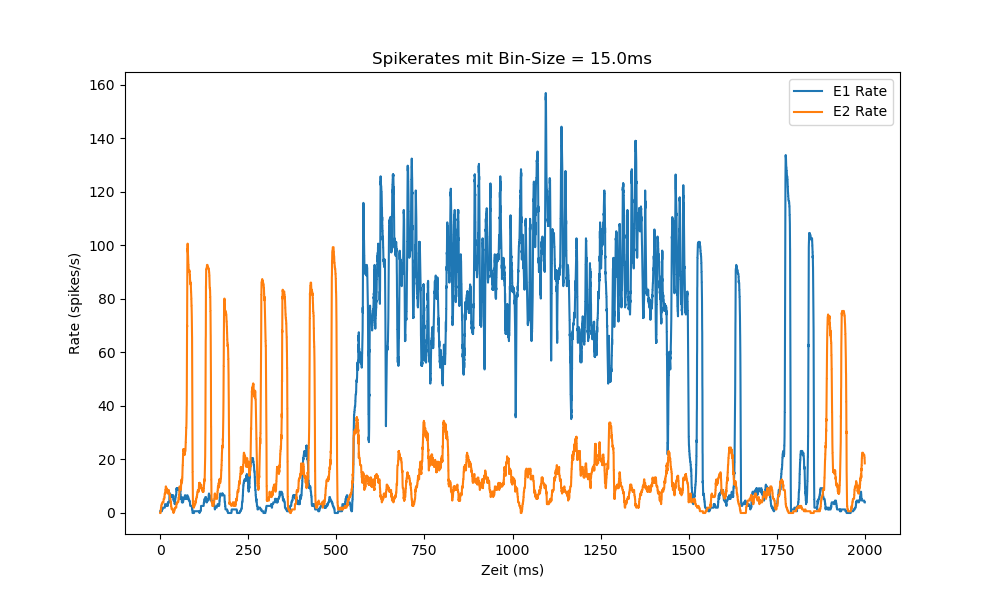 Spikerates mit Bin-Size = 15.0ms
E1 Rate
E2 Rate
Rate (spikes/s)
160
140
120
100
80
60
40
20
0
0 250 500 750 1000 1250 1500 1750 2000
Zeit (ms)